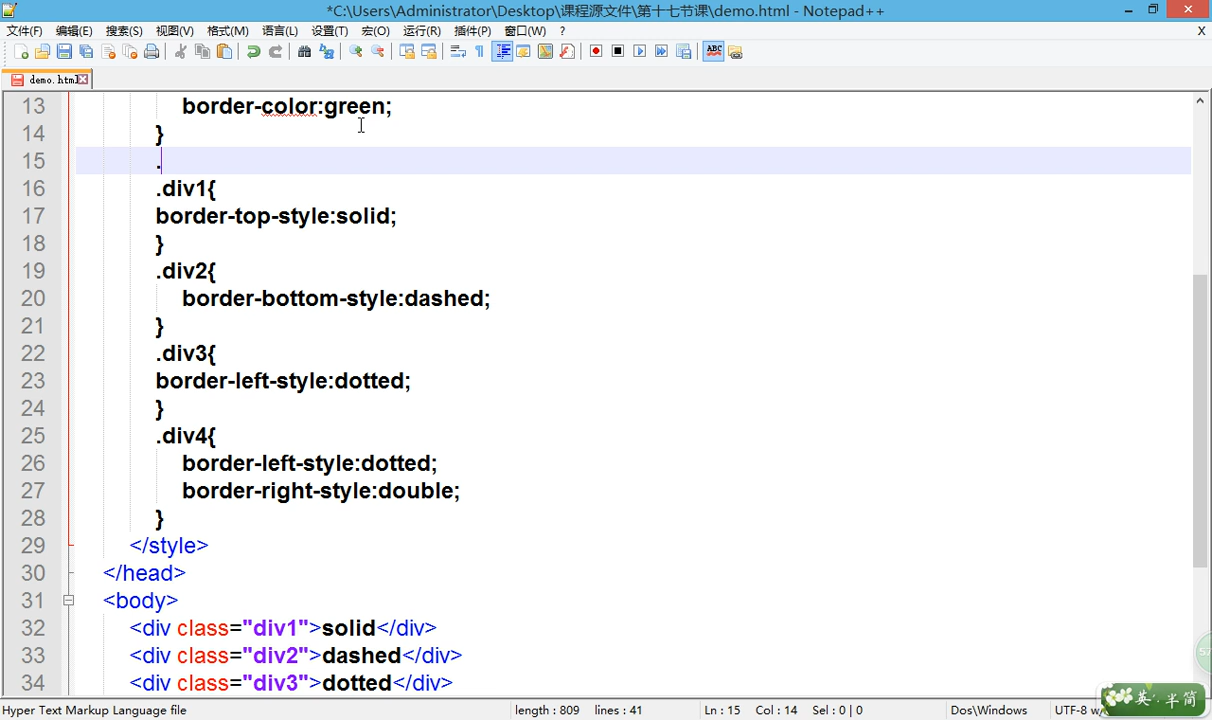 *C:\Users\Administrator\Desktop\课程源文件\第十七节课\demo.html - Notepad++
文件(F) 编辑(E) 搜索(S) 视图(V) 格式(M) 语言(L) 设置(T) 宏(O) 运行(R) 插件(P) 窗口(W) ? X
ABC
demo.html
13 border-color:green;
14 }
15 .
16 .div1{
17 border-top-style:solid;
18 }
19 .div2{
20 border-bottom-style:dashed;
21 }
22 .div3{
23 border-left-style:dotted;
24 }
25 .div4{
26 border-left-style:dotted;
27 border-right-style:double;
28 }
29 </style>
30 </head>
31 <body>
32 <div class="div1">solid</div>
33 <div class="div2">dashed</div>
34 <div class="div3">dotted</div>
57
Hyper Text Markup Language file length : 809 lines : 41 Ln : 15 Col : 14 Sel : 0 | 0 Dos\Windows UTF-8 w
英 半 简